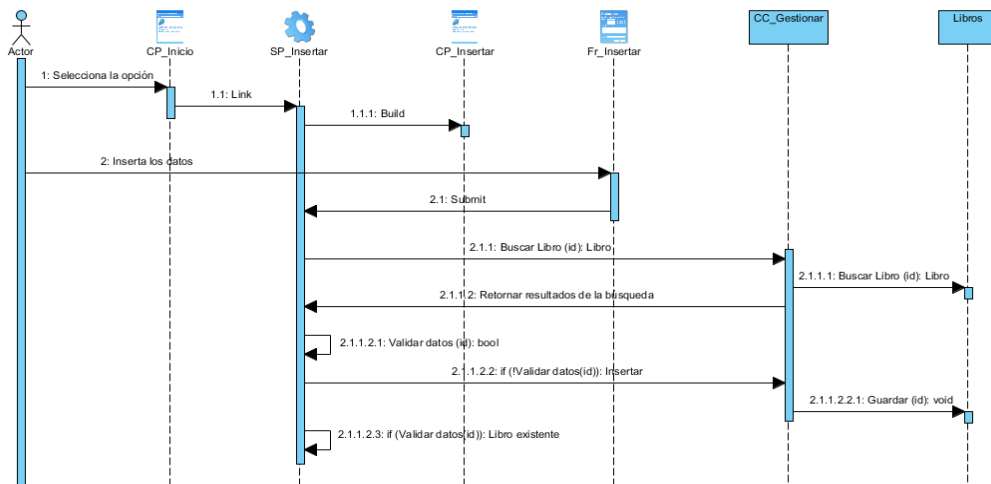 Actor
CP_Inicio
SP_Insertar
CP_Insertar
Fr_Insertar
CC_Gestionar
Libros
1: Selecciona la opción
1.1: Link
1.1.1: Build
2: Inserta los datos
2.1: Submit
2.1.1: Buscar Libro (id): Libro
2.1.1.1: Buscar Libro (id): Libro
2.1.1.2: Retornar resultados de la búsqueda
2.1.1.2.1: Validar datos (id): bool
2.1.1.2.2: if (!Validar datos(id)): Insertar
2.1.1.2.2.1: Guardar (id): void
2.1.1.2.3: if (Validar datos(id)): Libro existente